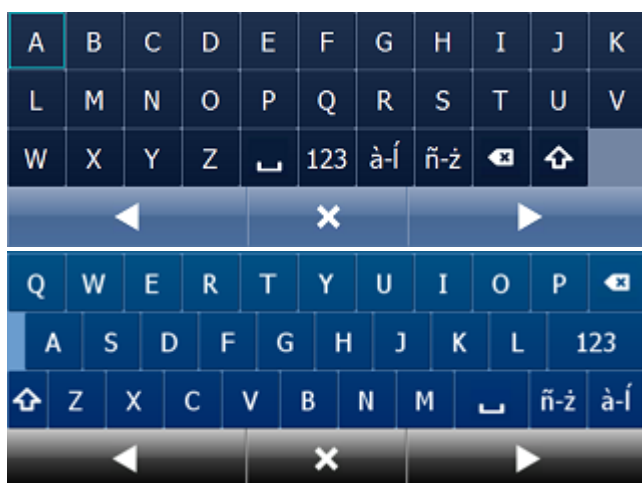 A B C D E F G H I J K
L M N O P Q R S T U V
W X Y Z 123 à-Í ñ-ż
Q W E R T Y U I O P
A S D F G H J K L 123
Z X C V B N M ñ-ż à-Í